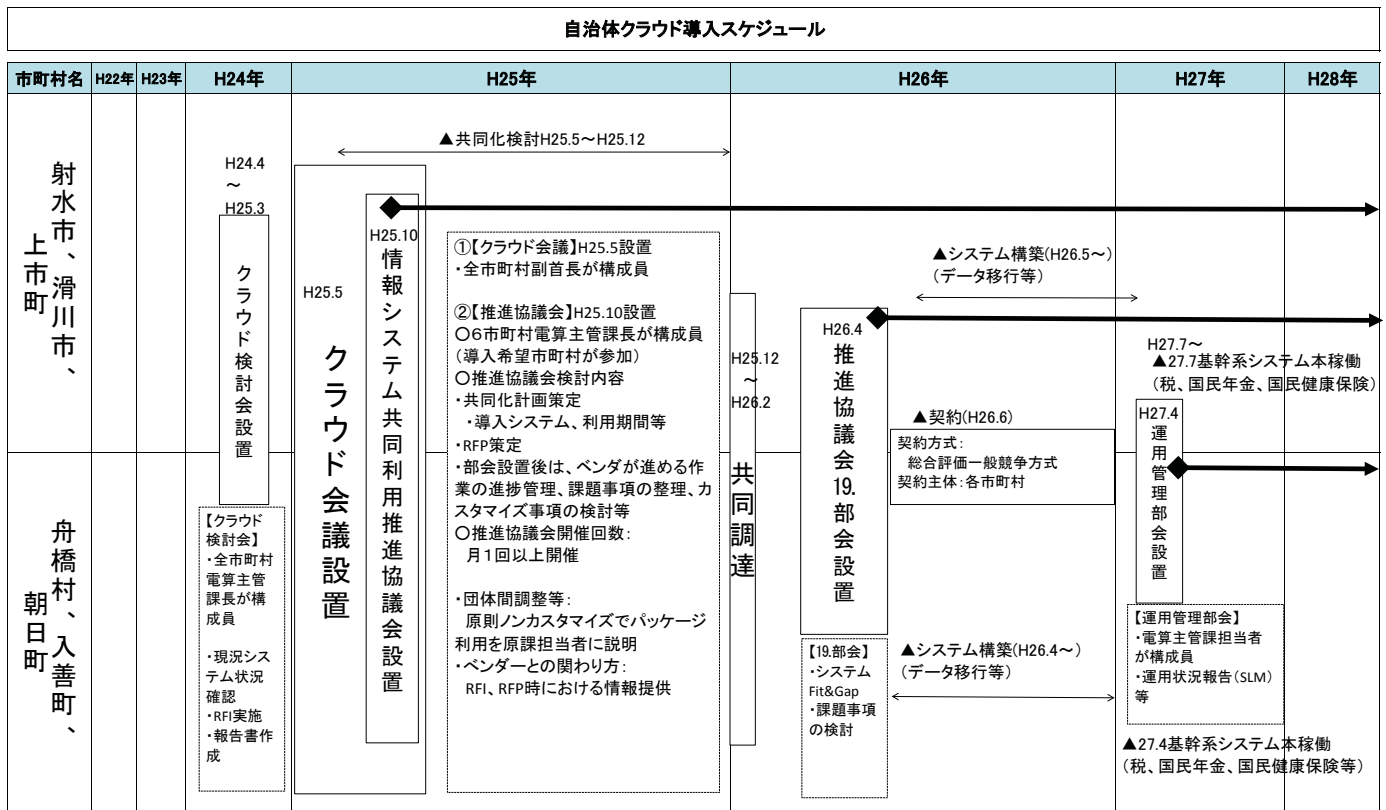 自治体クラウド導入スケジュール
市町村名 H22年 H23年 H24年 H25年 H26年 H27年 H28年
射水市、滑川市、
上市町
舟橋村、入善町、
朝日町
H24.4
～
H25.3
クラウド検討会設置
【クラウド
検討会】
・全市町村
電算主管
課長が構
成員
・現況シス
テム状況
確認
・RFI実施
・報告書作
成
▲共同化検討H25.5～H25.12
H25.5
クラウド会議設置
H25.10
情報システム共同利用推進協議会設置
①【クラウド会議】H25.5設置
・全市町村副首長が構成員
②【推進協議会】H25.10設置
〇６市町村電算主管課長が構成員
(導入希望市町村が参加)
〇推進協議会検討内容
・共同化計画策定
・導入システム、利用期間等
・RFP策定
・部会設置後は、ベンダが進める作
業の進捗管理、課題事項の整理、カ
スタマイズ事項の検討等
〇推進協議会開催回数：
月１回以上開催
・団体間調整等：
原則ノンカスタマイズでパッケージ
利用を原課担当者に説明
・ベンダーとの関わり方：
RFI、RFP時における情報提供
H25.12
～
H26.2
共同調達
H26.4
推進協議会19.部会設置
【19.部会】
・システム
Fit&Gap
・課題事項
の検討
▲システム構築(H26.5～)
(データ移行等)
▲契約(H26.6)
契約方式：
総合評価一般競争方式
契約主体：各市町村
▲システム構築(H26.4～)
(データ移行等)
H27.7～
▲27.7基幹系システム本稼働
(税、国民年金、国民健康保険)
H27.4
運用管理部会設置
【運用管理部会】
・電算主管課担当者
が構成員
・運用状況報告(SLM)
等
▲27.4基幹系システム本稼働
(税、国民年金、国民健康保険等)